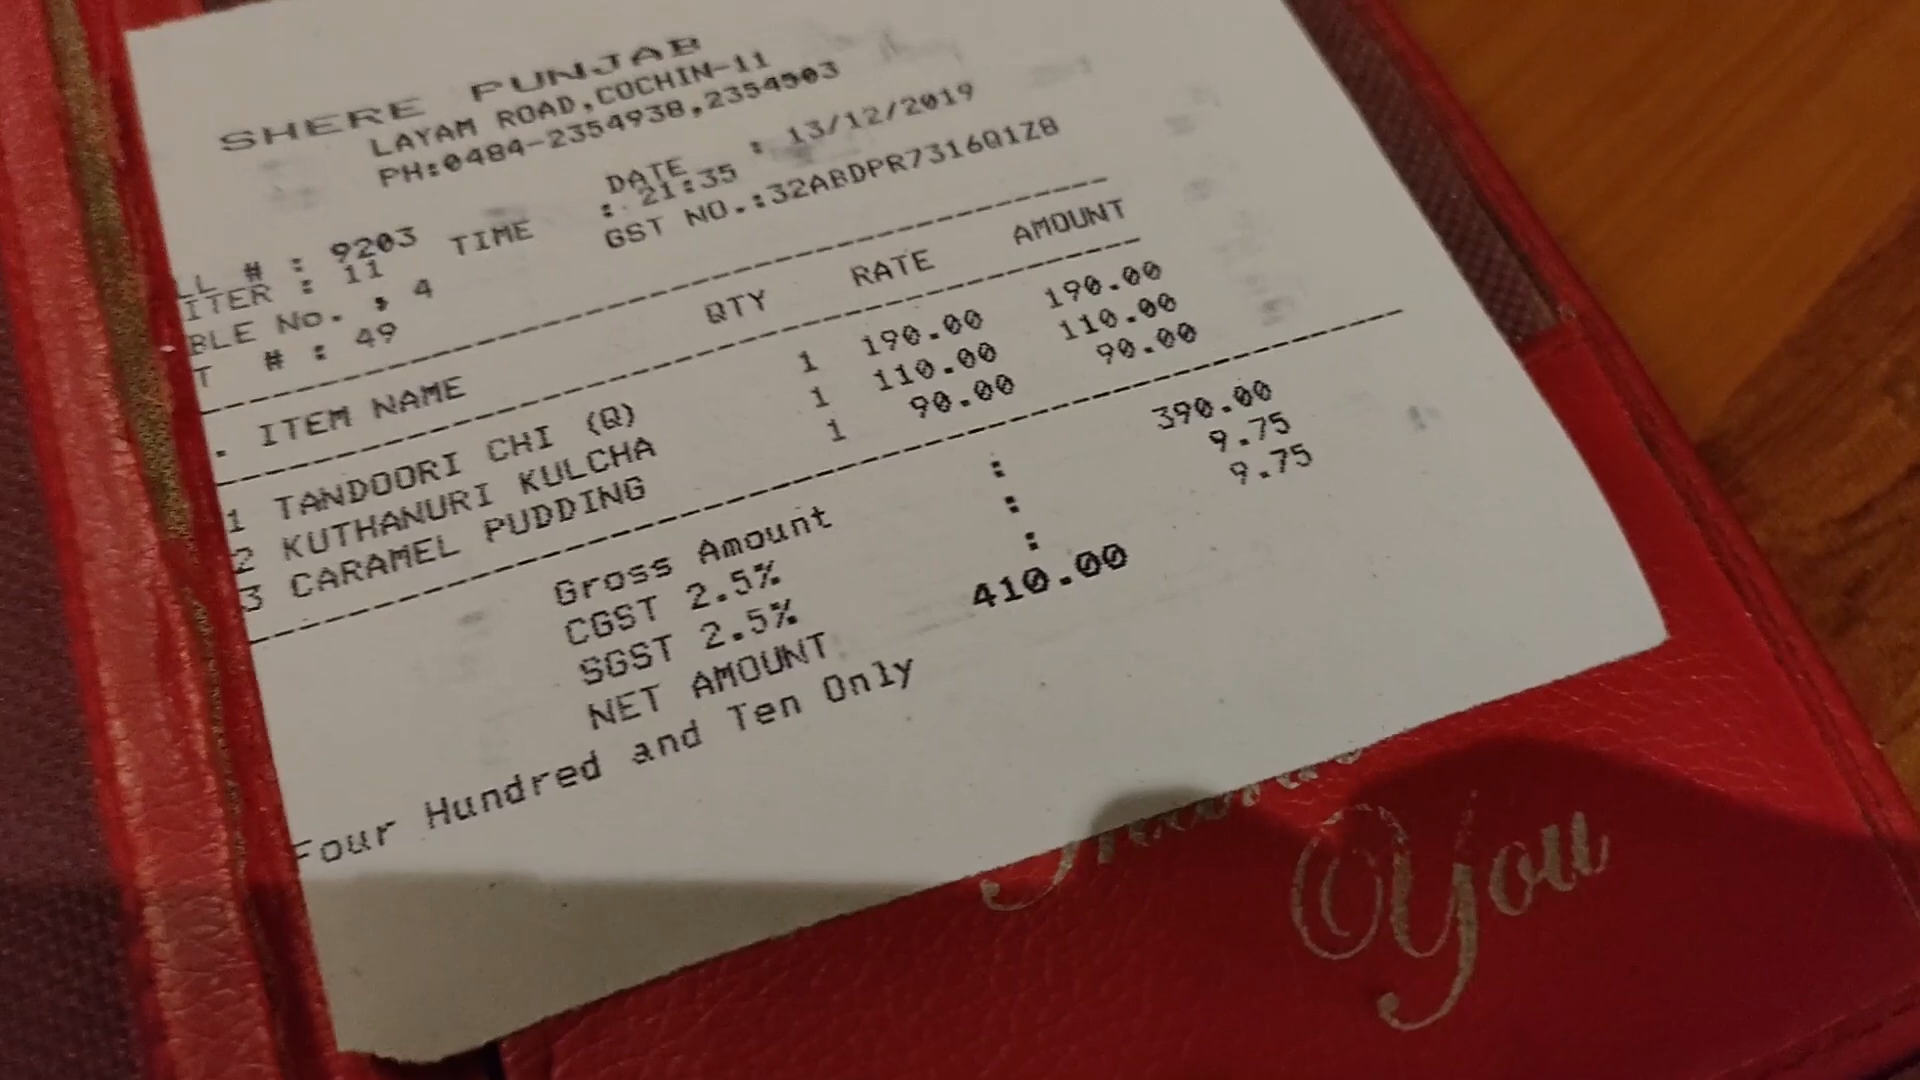 SHERE PUNJAB
LAYAM ROAD,COCHIN-11
PH:0484-2354938,2354503
DATE : 13/12/2019
LL # : 9203 TIME : 21:35
ITER : 11 GST NO.:32ABDPR7316Q1Z8
BLE No. : 4
T # : 49
. ITEM NAME QTY RATE AMOUNT
1 TANDOORI CHI (Q) 1 190.00 190.00
2 KUTHANURI KULCHA 1 110.00 110.00
3 CARAMEL PUDDING 1 90.00 90.00
Gross Amount : 390.00
CGST 2.5% : 9.75
SGST 2.5% : 9.75
NET AMOUNT 410.00
Four Hundred and Ten Only
You